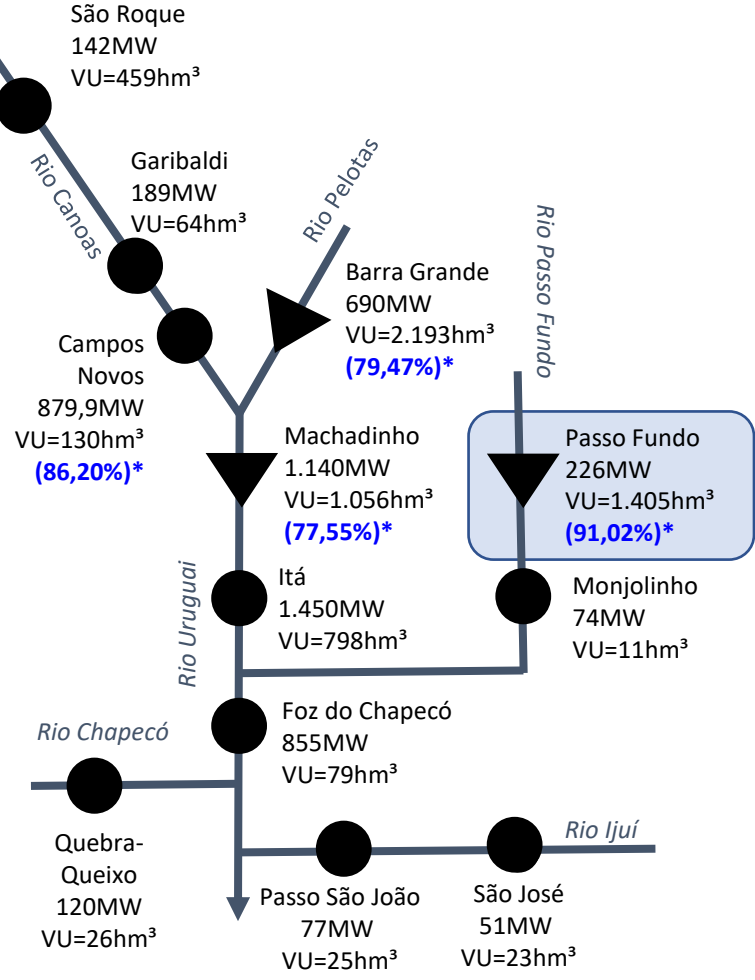 São Roque
142MW
VU=459hm³
Rio Canoas
Garibaldi
189MW
VU=64hm³
Rio Pelotas
Barra Grande
690MW
VU=2.193hm³
(79,47%)*
Rio Passo Fundo
Campos
Novos
879,9MW
VU=130hm³
(86,20%)*
Machadinho
1.140MW
VU=1.056hm³
(77,55%)*
Passo Fundo
226MW
VU=1.405hm³
(91,02%)*
Rio Uruguai
Itá
1.450MW
VU=798hm³
Monjolinho
74MW
VU=11hm³
Foz do Chapecó
855MW
VU=79hm³
Rio Chapecó
Quebra-
Queixo
120MW
VU=26hm³
Rio Ijuí
Passo São João
77MW
VU=25hm³
São José
51MW
VU=23hm³